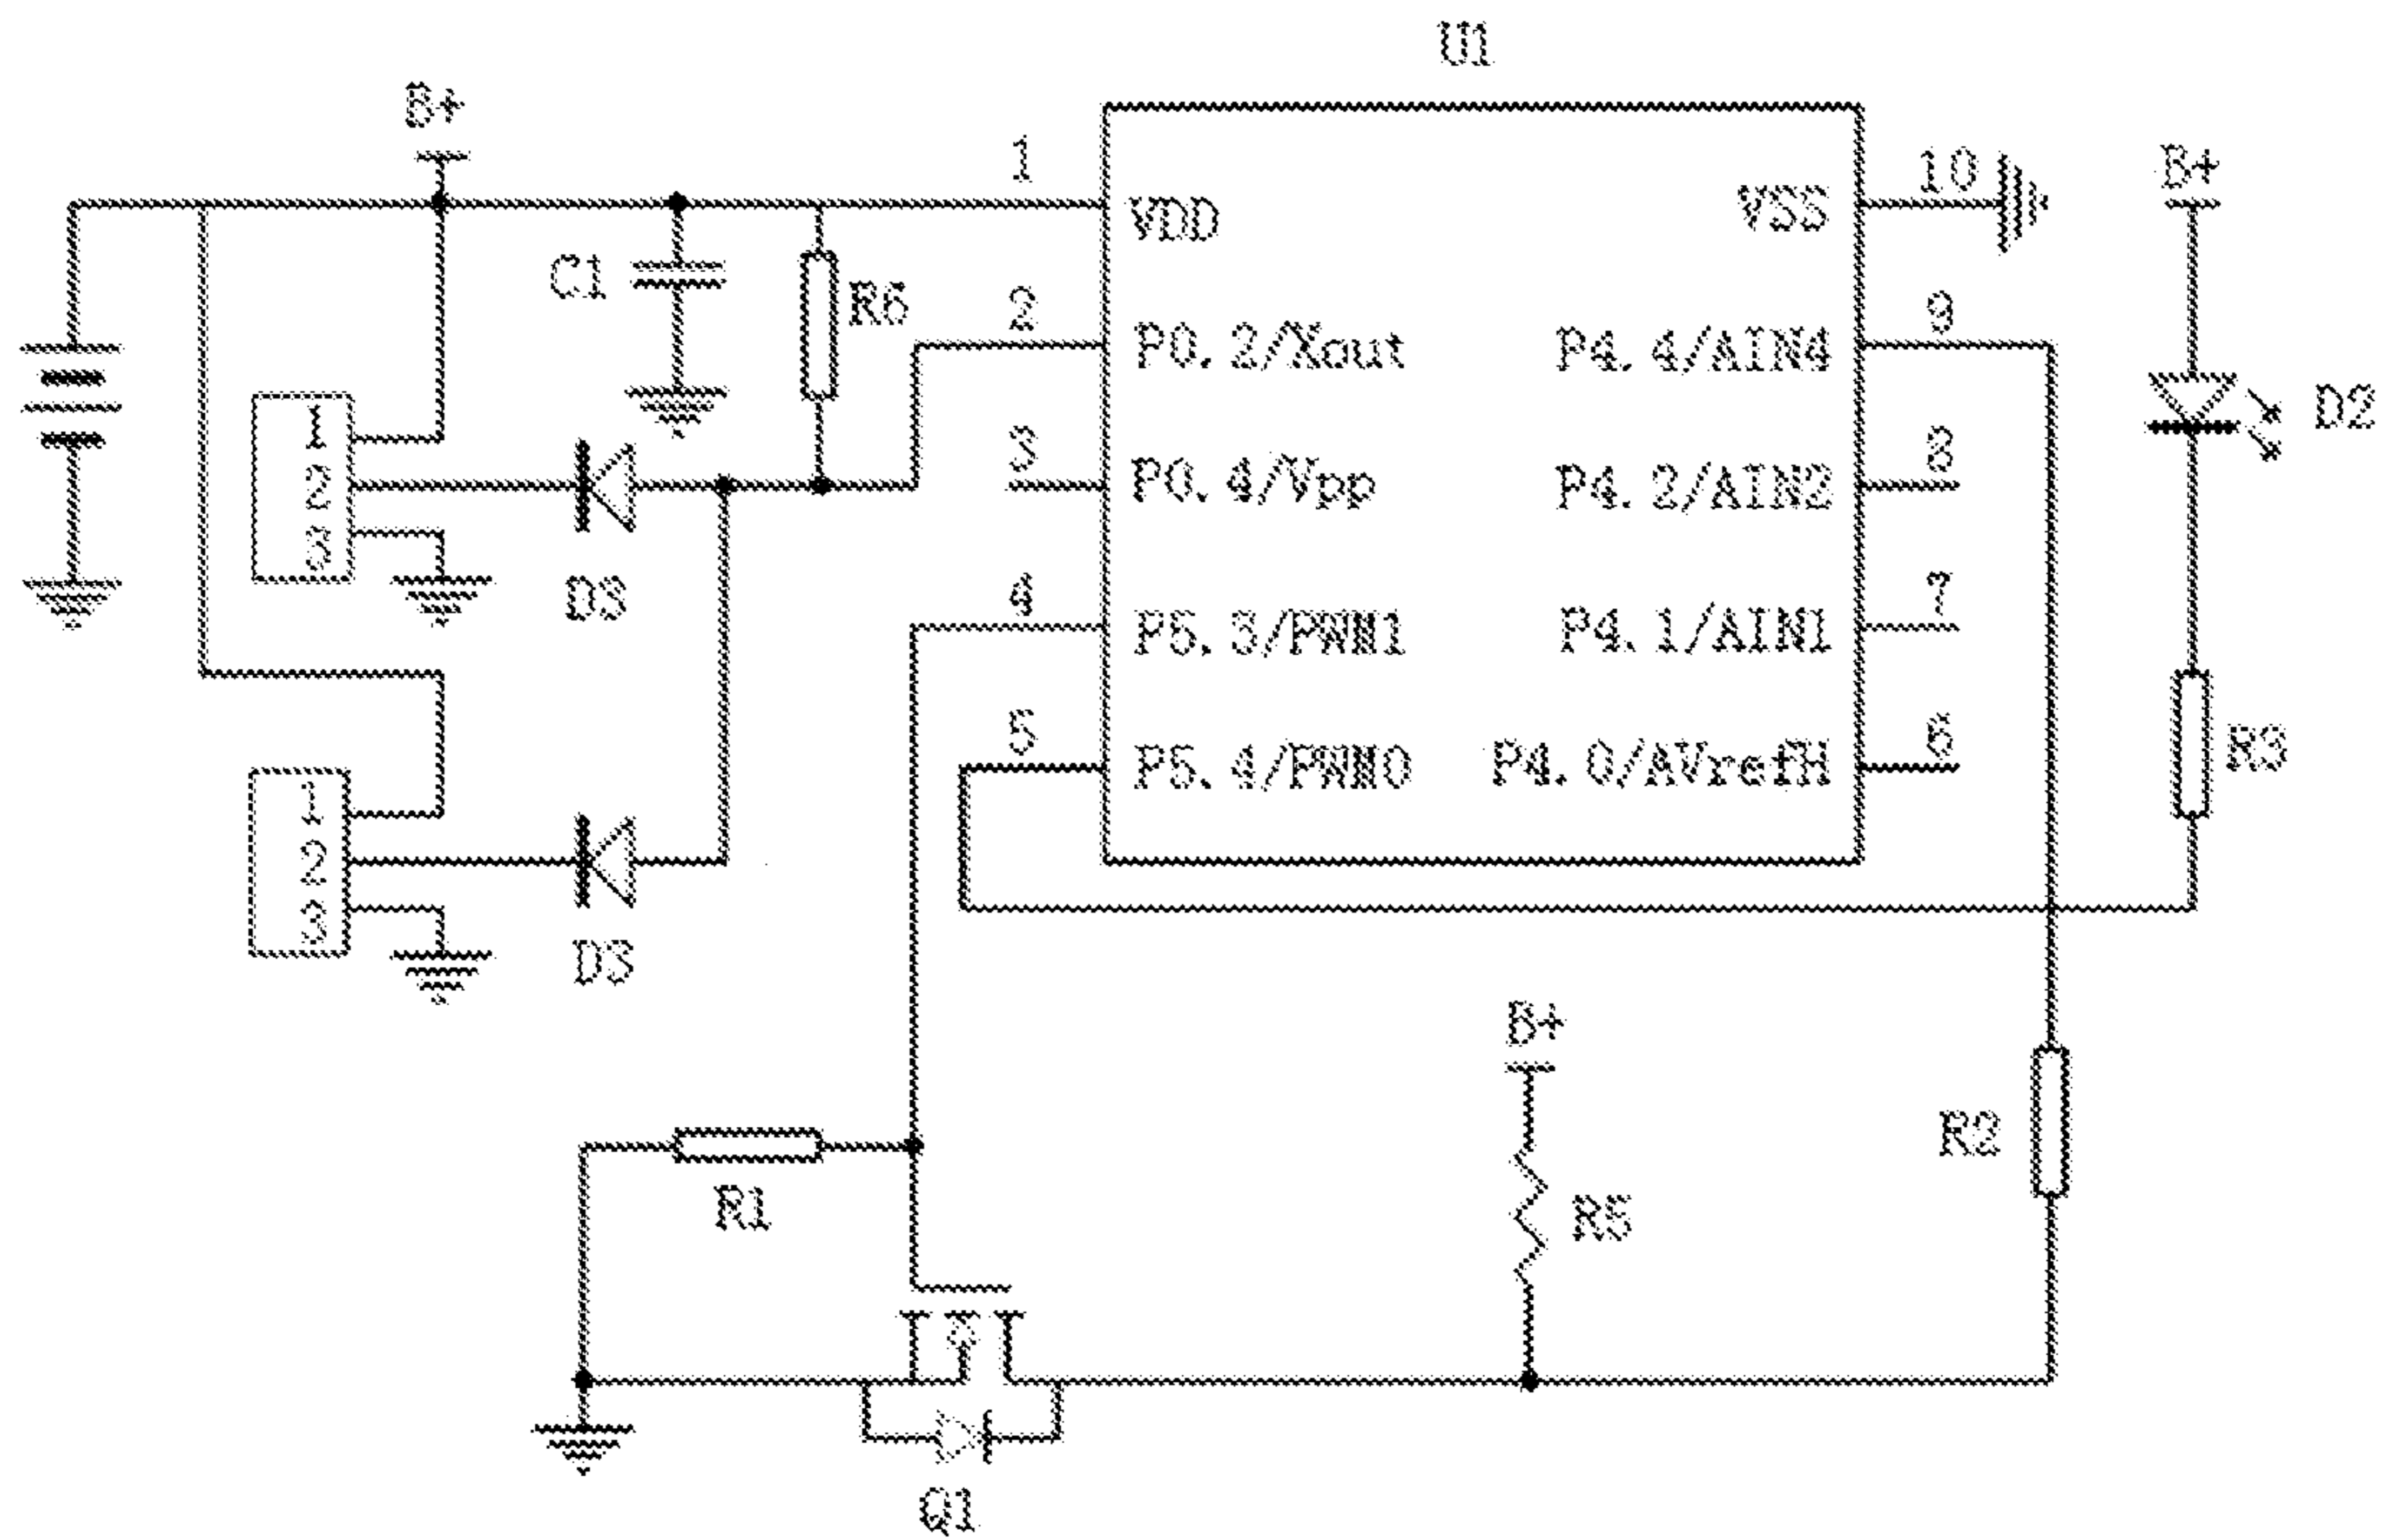 U1
B+
1
10
B+
VDD
VSS
C1
R6
2
9
P0.2/Xout
P4.4/AIN4
D2
1
2
3
3
8
P0.4/Vpp
P4.2/AIN2
D3
4
7
P5.3/PWM1
P4.1/AIN1
5
6
R3
P5.4/PWM0
P4.0/AVrefH
1
2
3
D3
B+
R2
R1
R5
Q1